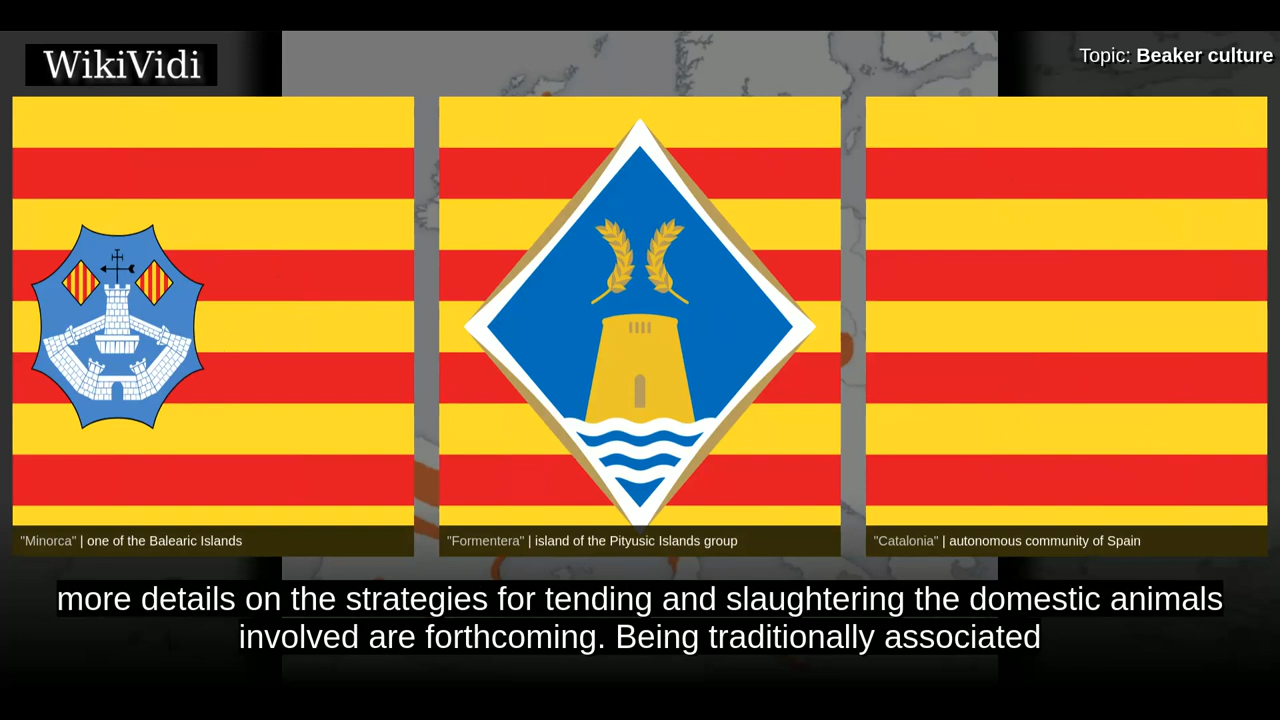 WikiVidi
Topic: Beaker culture
"Minorca" | one of the Balearic Islands
"Formentera" | island of the Pityusic Islands group
"Catalonia" | autonomous community of Spain
more details on the strategies for tending and slaughtering the domestic animals
involved are forthcoming. Being traditionally associated